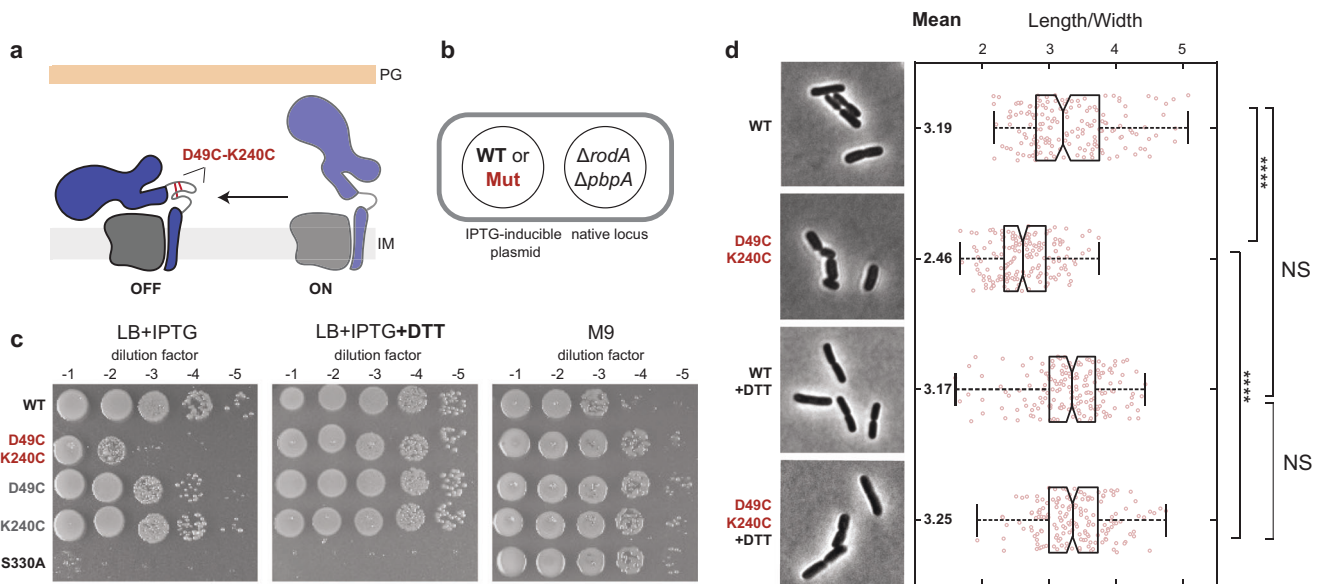 a
PG
D49C-K240C
IM
OFF
ON
b
WT or
Mut
ΔrodA
ΔpbpA
IPTG-inducible
plasmid
native locus
c
LB+IPTG
dilution factor
-1 -2 -3 -4 -5
LB+IPTG+DTT
dilution factor
-1 -2 -3 -4 -5
M9
dilution factor
-1 -2 -3 -4 -5
WT
D49C
K240C
D49C
K240C
S330A
d
Mean
Length/Width
2 3 4 5
WT
3.19
D49C
K240C
2.46
WT
+DTT
3.17
D49C
K240C
+DTT
3.25
****
****
NS
NS